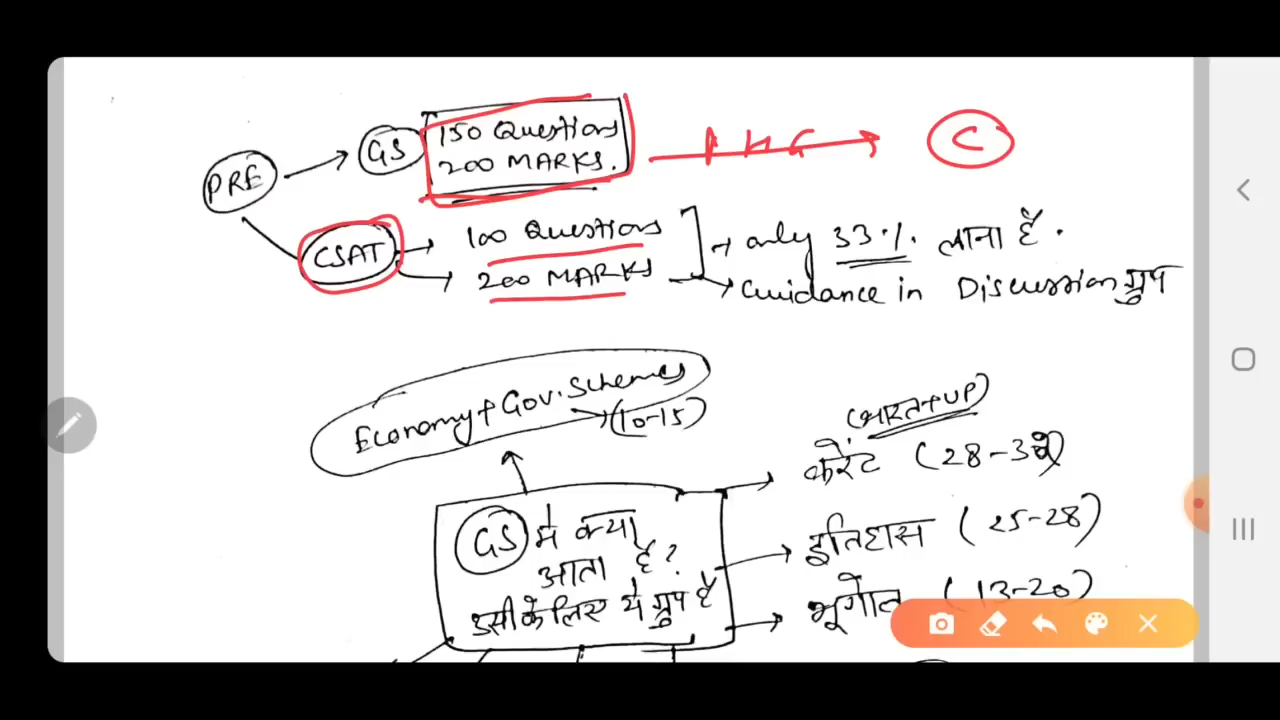 150 Questions
200 MARKS.
GS
PRE
C
CSAT
100 Questions
200 MARKS
only 33% लाना है.
Guidance in Discussion ग्रुप
Economy + Gov. Schemes
(10-15)
(भारत+UP)
करेंट (28-32)
GS में क्या
आता है?
इसीके लिए ये ग्रुप है
इतिहास (25-28)
भूगोल (13-20)